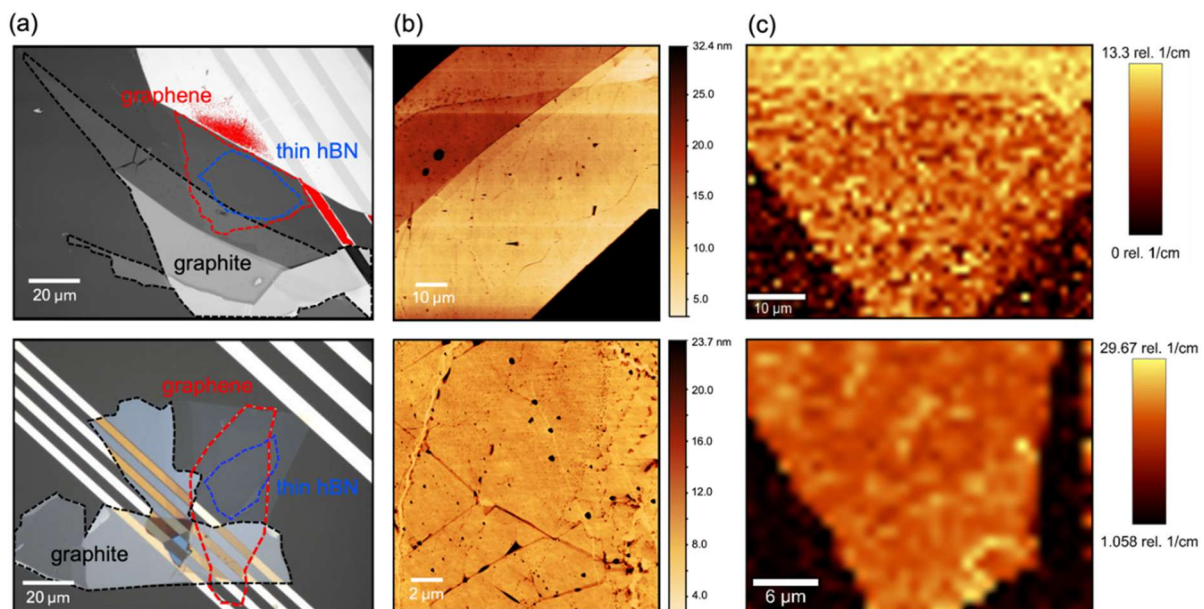 (a)
(b)
(c)
graphene
thin hBN
graphite
20 µm
32.4 nm
25.0
20.0
15.0
10.0
5.0
10 µm
13.3 rel. 1/cm
0 rel. 1/cm
10 µm
graphene
thin hBN
graphite
20 µm
23.7 nm
20.0
16.0
12.0
8.0
4.0
2 µm
29.67 rel. 1/cm
1.058 rel. 1/cm
6 µm